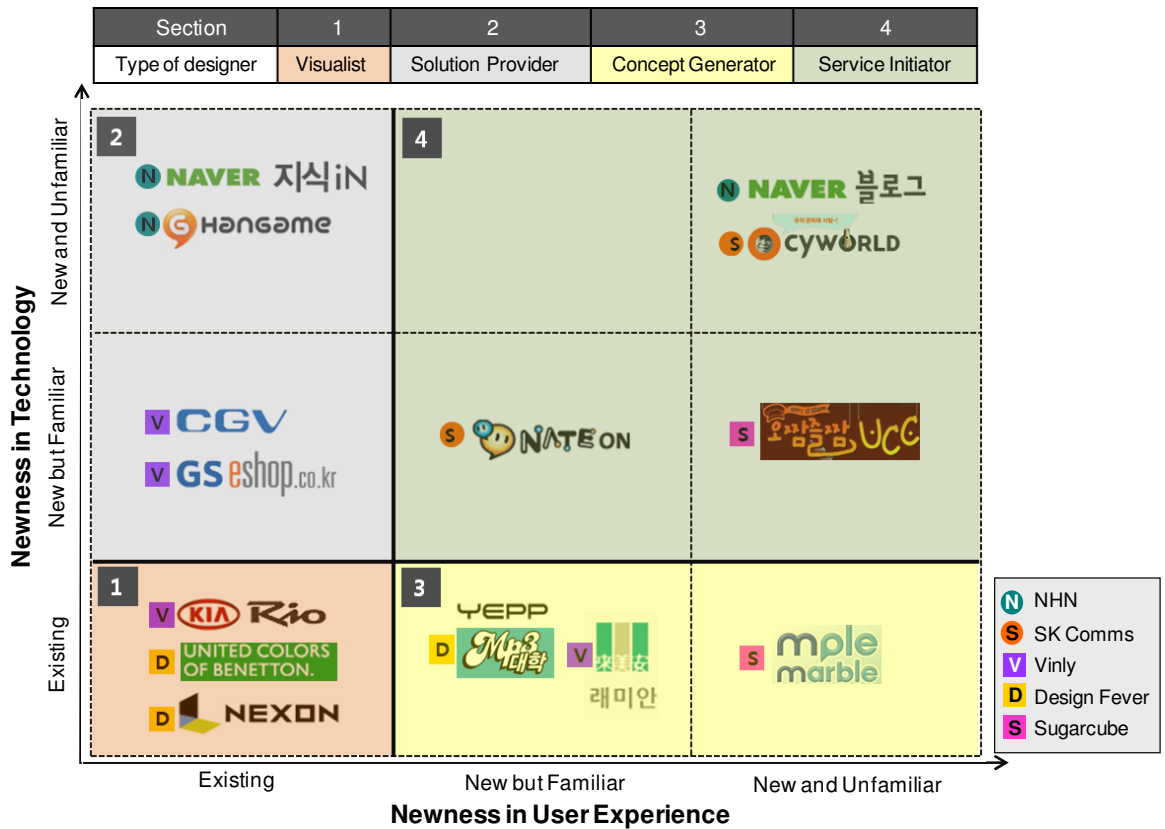 Section 1 2 3 4
Type of designer Visualist Solution Provider Concept Generator Service Initiator
Newness in Technology
New and Unfamiliar
New but Familiar
Existing
2
N NAVER 지식iN
N G Hangame
4
N NAVER 블로그
S CYWORLD
V CGV
V GS eshop.co.kr
S NATE ON
S 오짬즐짬 UCC
1
V KIA Rio
D UNITED COLORS
OF BENETTON.
D NEXON
3
YEPP
D Mp3
대학
V 來美安
래미안
S mple
marble
N NHN
S SK Comms
V Vinly
D Design Fever
S Sugarcube
Existing
New but Familiar
New and Unfamiliar
Newness in User Experience